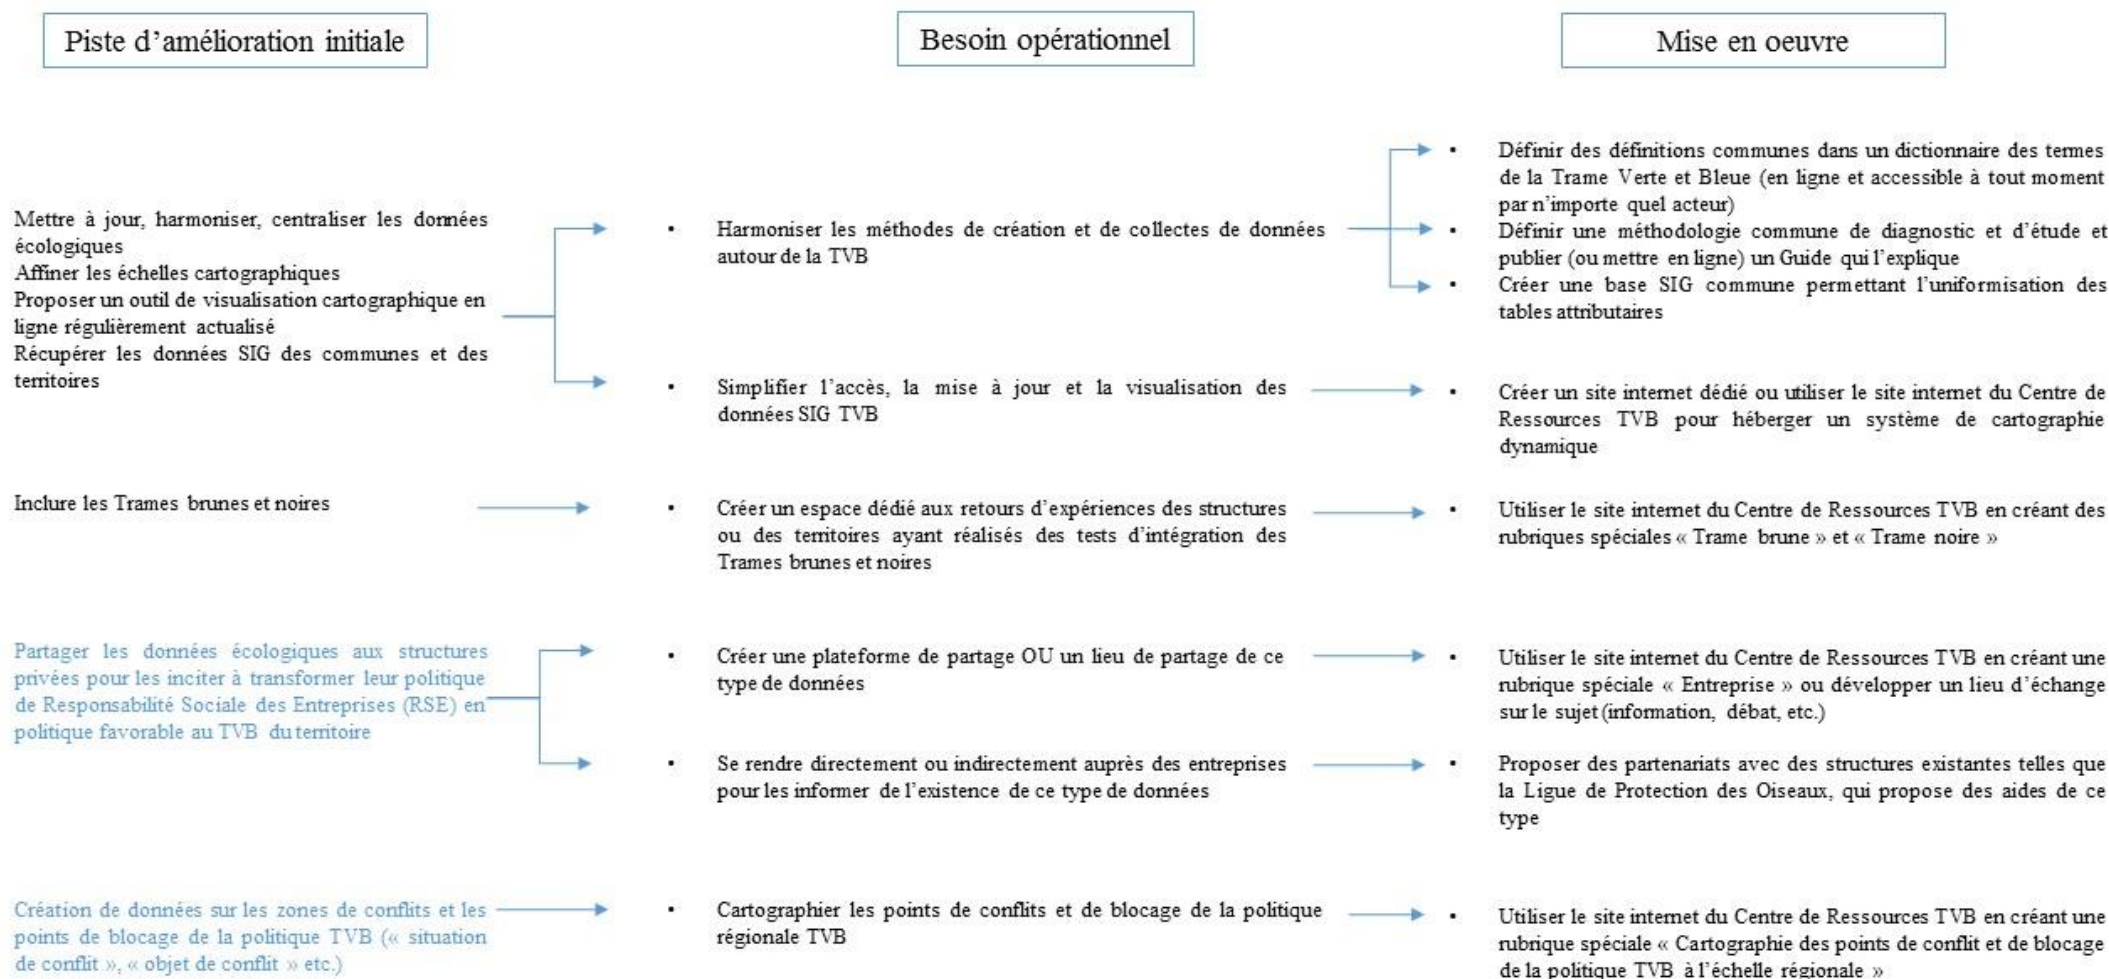 Piste d'amélioration initiale
Besoin opérationnel
Mise en oeuvre
Mettre à jour, harmoniser, centraliser les données
écologiques
Affiner les échelles cartographiques
Proposer un outil de visualisation cartographique en
ligne régulièrement actualisé
Récupérer les données SIG des communes et des
territoires
• Harmoniser les méthodes de création et de collectes de données
autour de la TVB
• Définir des définitions communes dans un dictionnaire des termes
de la Trame Verte et Bleue (en ligne et accessible à tout moment
par n'importe quel acteur)
• Définir une méthodologie commune de diagnostic et d'étude et
publier (ou mettre en ligne) un Guide qui l'explique
• Créer une base SIG commune permettant l'uniformisation des
tables attributaires
• Simplifier l'accès, la mise à jour et la visualisation des
données SIG TVB
• Créer un site internet dédié ou utiliser le site internet du Centre de
Ressources TVB pour héberger un système de cartographie
dynamique
Inclure les Trames brunes et noires
• Créer un espace dédié aux retours d'expériences des structures
ou des territoires ayant réalisés des tests d'intégration des
Trames brunes et noires
• Utiliser le site internet du Centre de Ressources TVB en créant des
rubriques spéciales « Trame brune » et « Trame noire »
Partager les données écologiques aux structures
privées pour les inciter à transformer leur politique
de Responsabilité Sociale des Entreprises (RSE) en
politique favorable au TVB du territoire
• Créer une plateforme de partage OU un lieu de partage de ce
type de données
• Utiliser le site internet du Centre de Ressources TVB en créant une
rubrique spéciale « Entreprise » ou développer un lieu d'échange
sur le sujet (information, débat, etc.)
• Se rendre directement ou indirectement auprès des entreprises
pour les informer de l'existence de ce type de données
• Proposer des partenariats avec des structures existantes telles que
la Ligue de Protection des Oiseaux, qui propose des aides de ce
type
Création de données sur les zones de conflits et les
points de blocage de la politique TVB (« situation
de conflit », « objet de conflit » etc.)
• Cartographier les points de conflits et de blocage de la politique
régionale TVB
• Utiliser le site internet du Centre de Ressources TVB en créant une
rubrique spéciale « Cartographie des points de conflit et de blocage
de la politique TVB à l'échelle régionale »